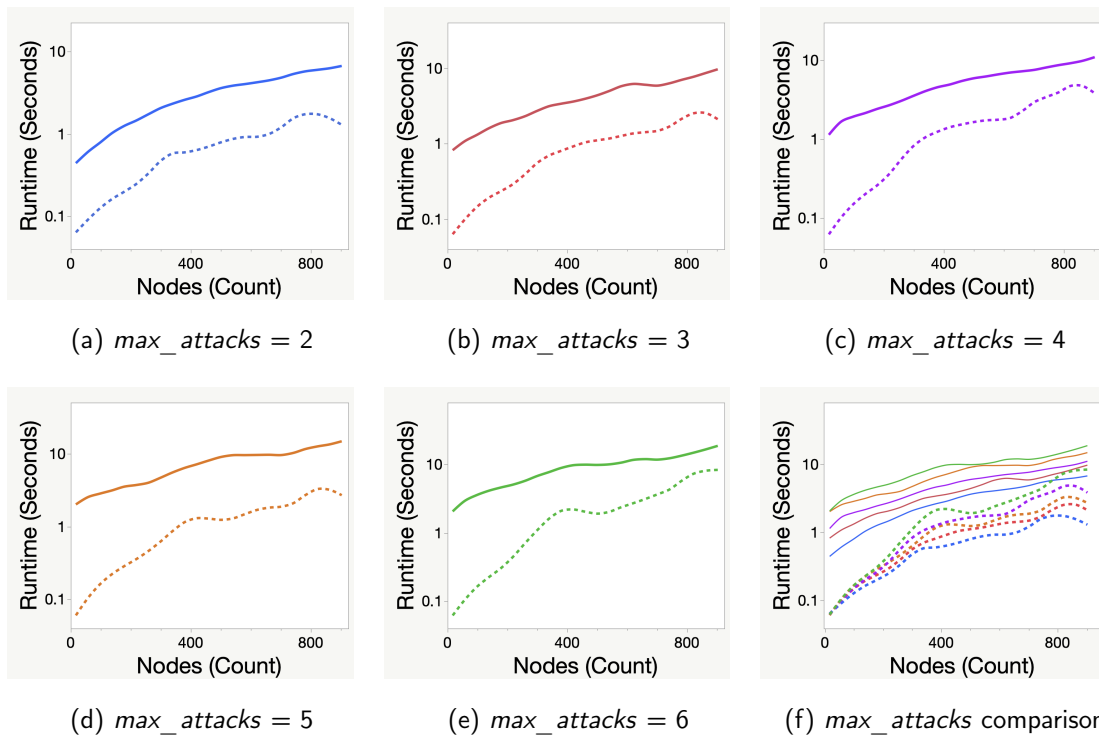 Runtime (Seconds)
10
1
0.1
0
400
800
Nodes (Count)
(a) max_attacks = 2
Runtime (Seconds)
10
1
0.1
0
400
800
Nodes (Count)
(b) max_attacks = 3
Runtime (Seconds)
10
1
0.1
0
400
800
Nodes (Count)
(c) max_attacks = 4
Runtime (Seconds)
10
1
0.1
0
400
800
Nodes (Count)
(d) max_attacks = 5
Runtime (Seconds)
10
1
0.1
0
400
800
Nodes (Count)
(e) max_attacks = 6
Runtime (Seconds)
10
1
0.1
0
400
800
Nodes (Count)
(f) max_attacks comparison